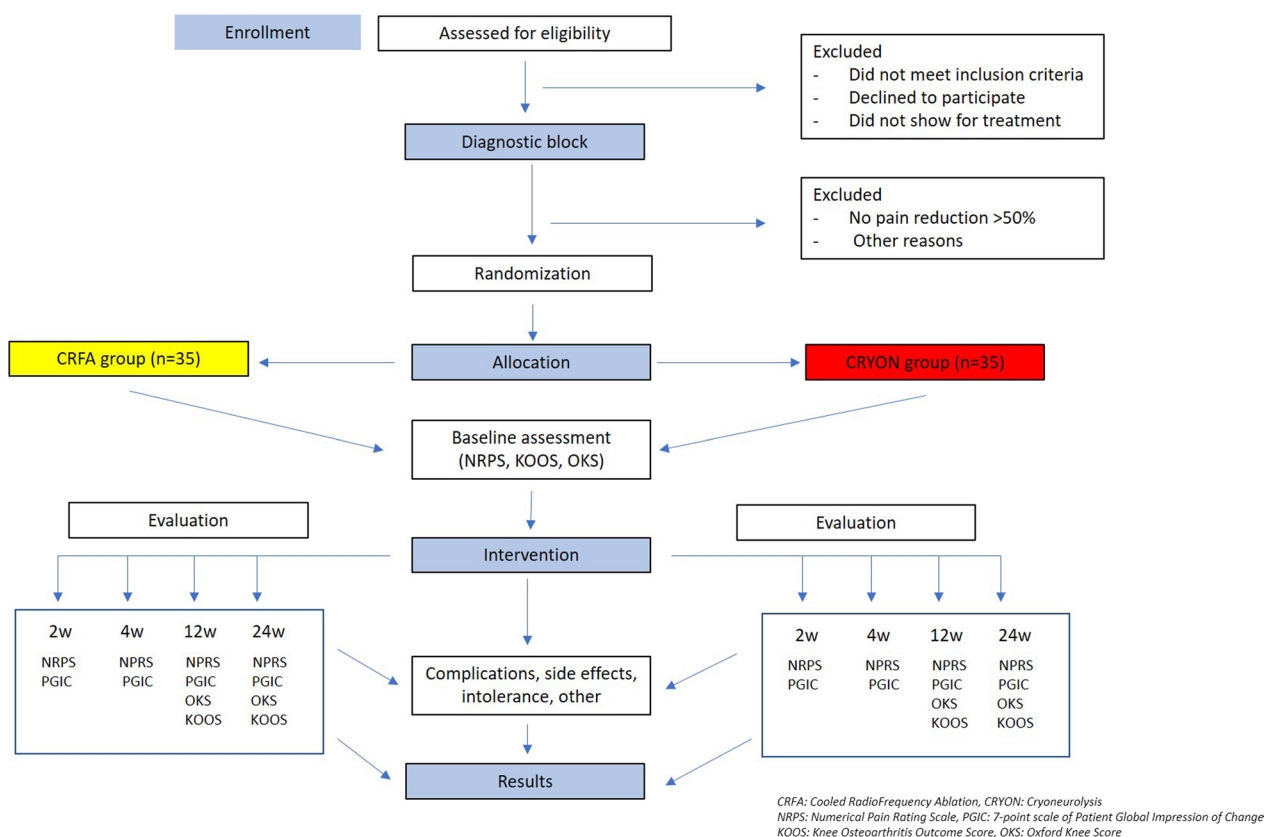 Enrollment
Assessed for eligibility
Excluded
- Did not meet inclusion criteria
- Declined to participate
- Did not show for treatment
Diagnostic block
Excluded
- No pain reduction >50%
- Other reasons
Randomization
CRFA group (n=35)
Allocation
CRYON group (n=35)
Baseline assessment
(NRPS, KOOS, OKS)
Evaluation
Evaluation
Intervention
2w 4w 12w 24w
NRPS NPRS NPRS NPRS
PGIC PGIC PGIC PGIC
OKS OKS
KOOS KOOS
2w 4w 12w 24w
NRPS NPRS NPRS NPRS
PGIC PGIC PGIC PGIC
OKS OKS
KOOS KOOS
Complications, side effects,
intolerance, other
Results
CRFA: Cooled RadioFrequency Ablation, CRYON: Cryoneurolysis
NRPS: Numerical Pain Rating Scale, PGIC: 7-point scale of Patient Global Impression of Change
KOOS: Knee Osteoarthritis Outcome Score, OKS: Oxford Knee Score